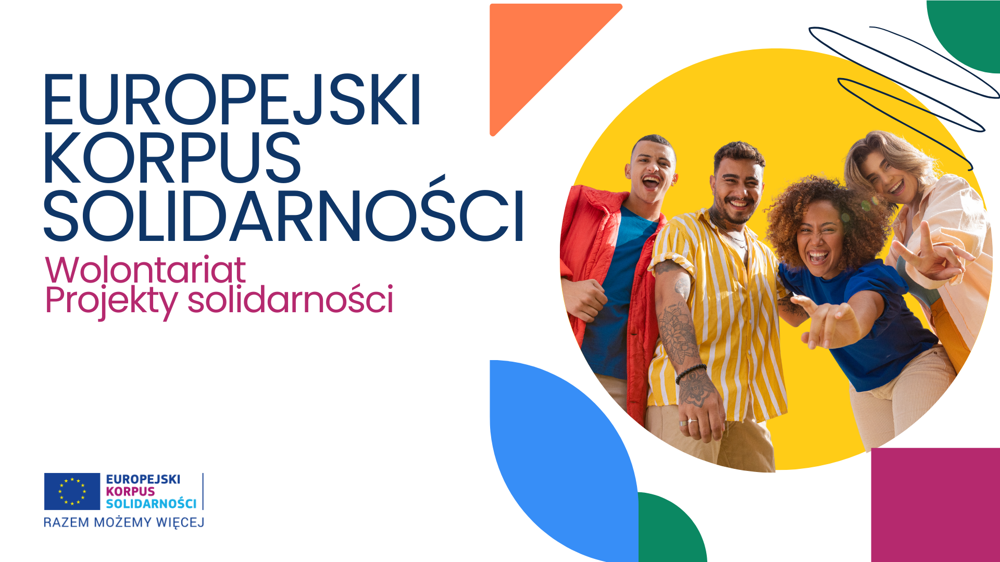 EUROPEJSKI
KORPUS
SOLIDARNOŚCI
Wolontariat
Projekty solidarności
EUROPEJSKI
KORPUS
SOLIDARNOŚCI
RAZEM MOŻEMY WIĘCEJ